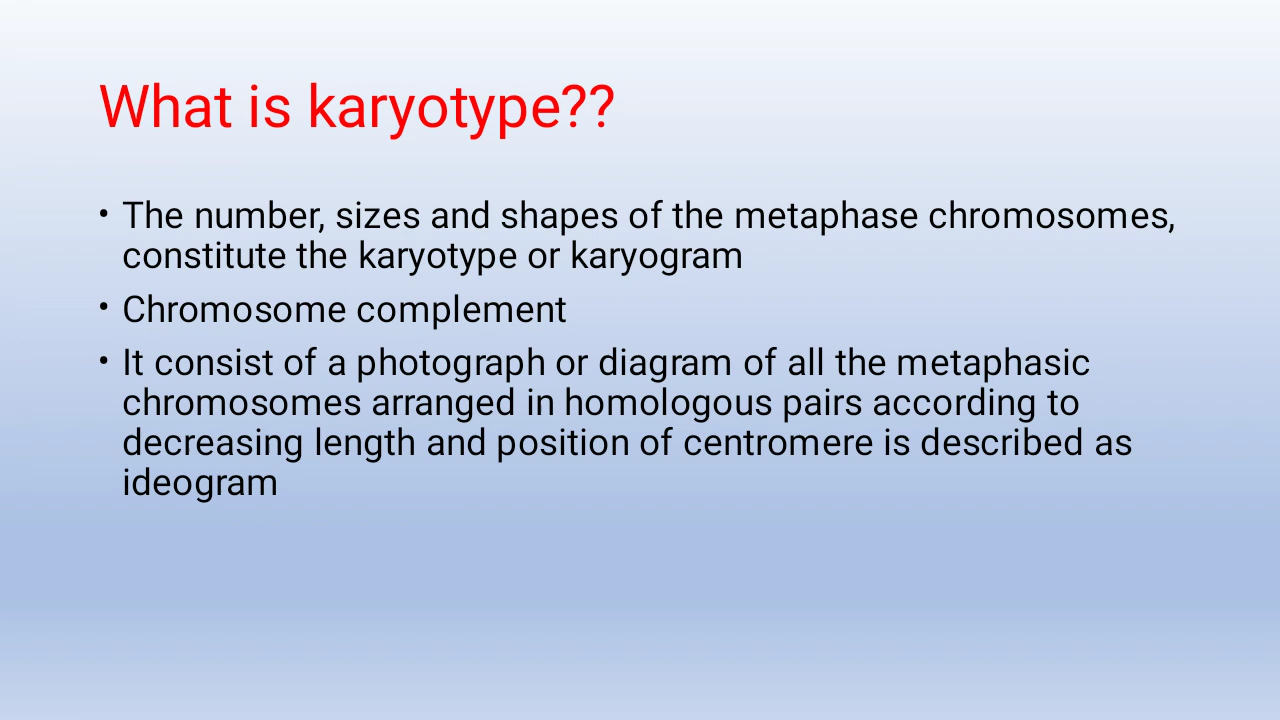 What is karyotype??
• The number, sizes and shapes of the metaphase chromosomes,
constitute the karyotype or karyogram
• Chromosome complement
• It consist of a photograph or diagram of all the metaphasic
chromosomes arranged in homologous pairs according to
decreasing length and position of centromere is described as
ideogram